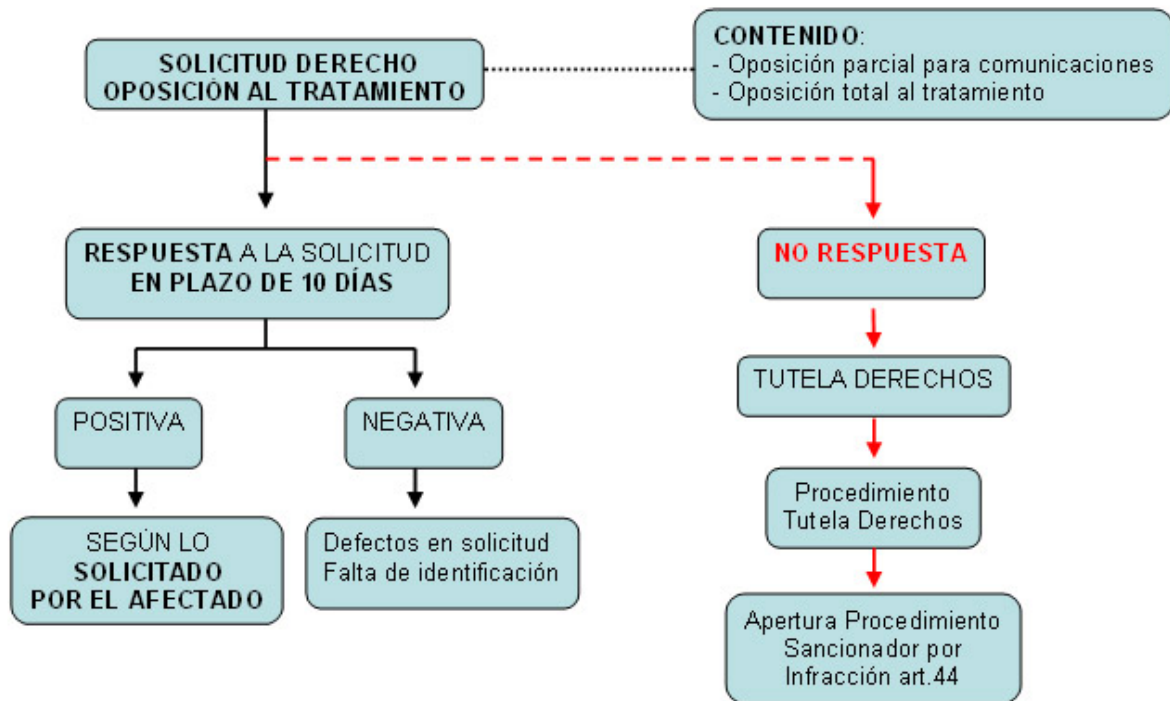 SOLICITUD DERECHO
OPOSICIÓN AL TRATAMIENTO
CONTENIDO:
- Oposición parcial para comunicaciones
- Oposición total al tratamiento
RESPUESTA A LA SOLICITUD
EN PLAZO DE 10 DÍAS
NO RESPUESTA
POSITIVA
NEGATIVA
TUTELA DERECHOS
SEGÚN LO
SOLICITADO
POR EL AFECTADO
Defectos en solicitud
Falta de identificación
Procedimiento
Tutela Derechos
Apertura Procedimiento
Sancionador por
Infracción art.44